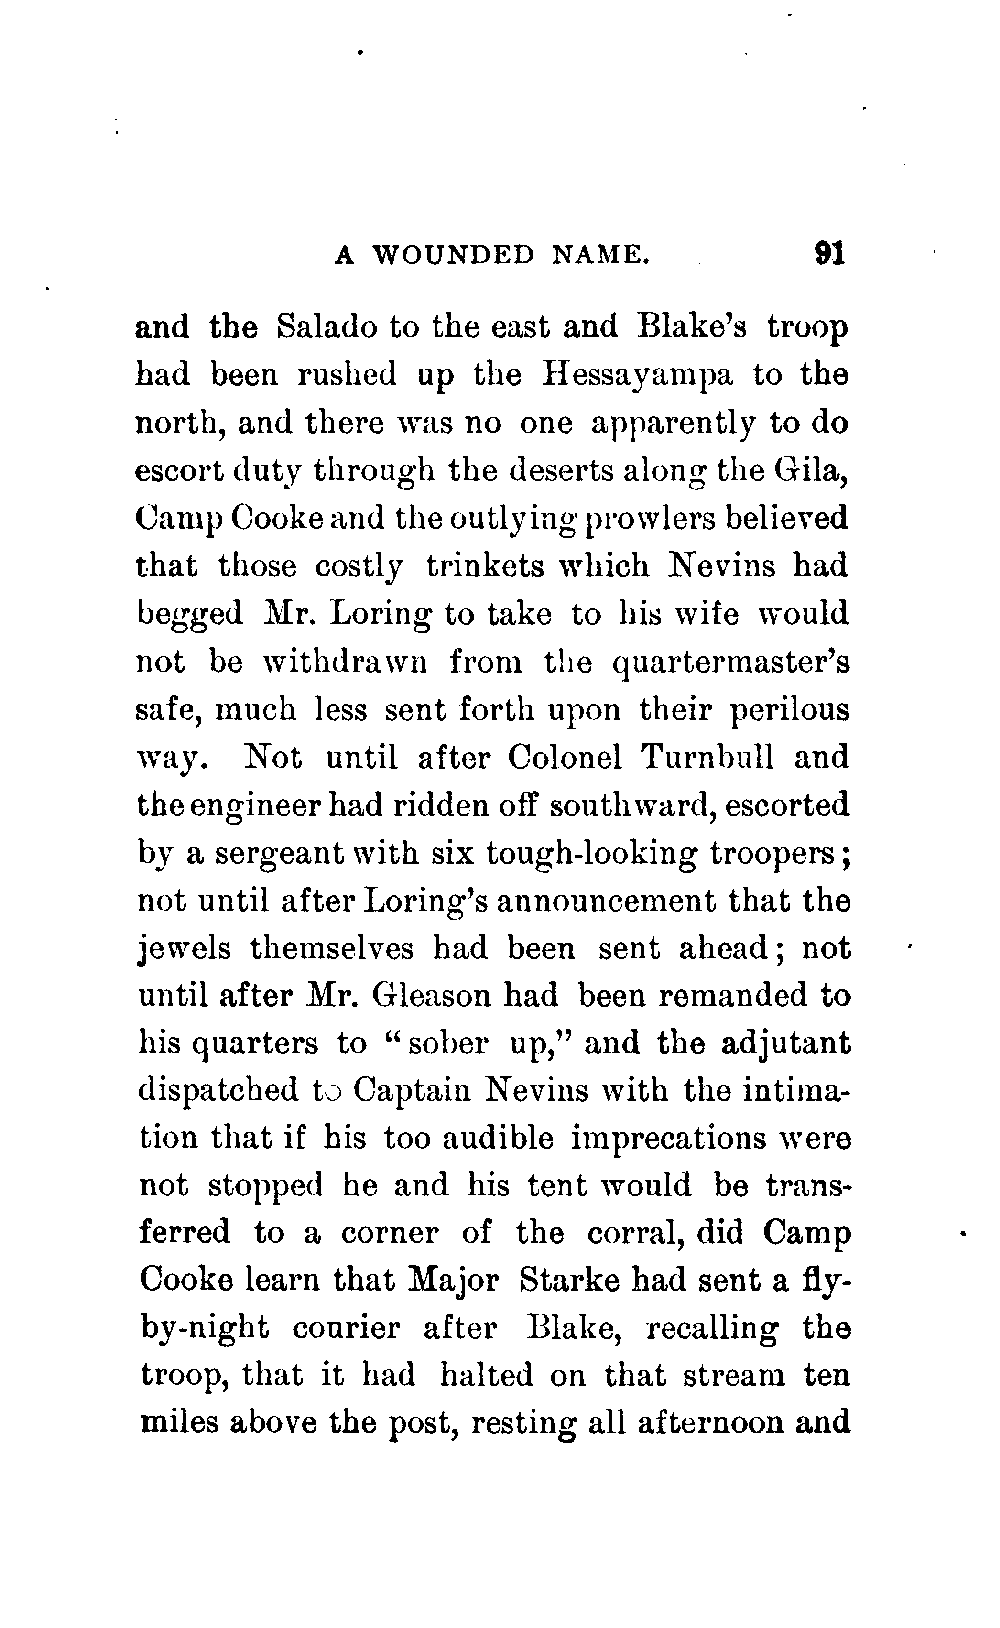 A WOUNDED NAME. 91
and the Salado to the east and Blake's troop
had been rushed up the Hessayampa to the
north, and there was no one apparently to do
escort duty through the deserts along the Gila,
Camp Cooke and the outlying prowlers believed
that those costly trinkets which Nevins had
begged Mr. Loring to take to his wife would
not be withdrawn from the quartermaster's
safe, much less sent forth upon their perilous
way. Not until after Colonel Turnbull and
the engineer had ridden off southward, escorted
by a sergeant with six tough-looking troopers;
not until after Loring's announcement that the
jewels themselves had been sent ahead; not
until after Mr. Gleason had been remanded to
his quarters to "sober up," and the adjutant
dispatched to Captain Nevins with the intima-
tion that if his too audible imprecations were
not stopped he and his tent would be trans-
ferred to a corner of the corral, did Camp
Cooke learn that Major Starke had sent a fly-
by-night courier after Blake, recalling the
troop, that it had halted on that stream ten
miles above the post, resting all afternoon and